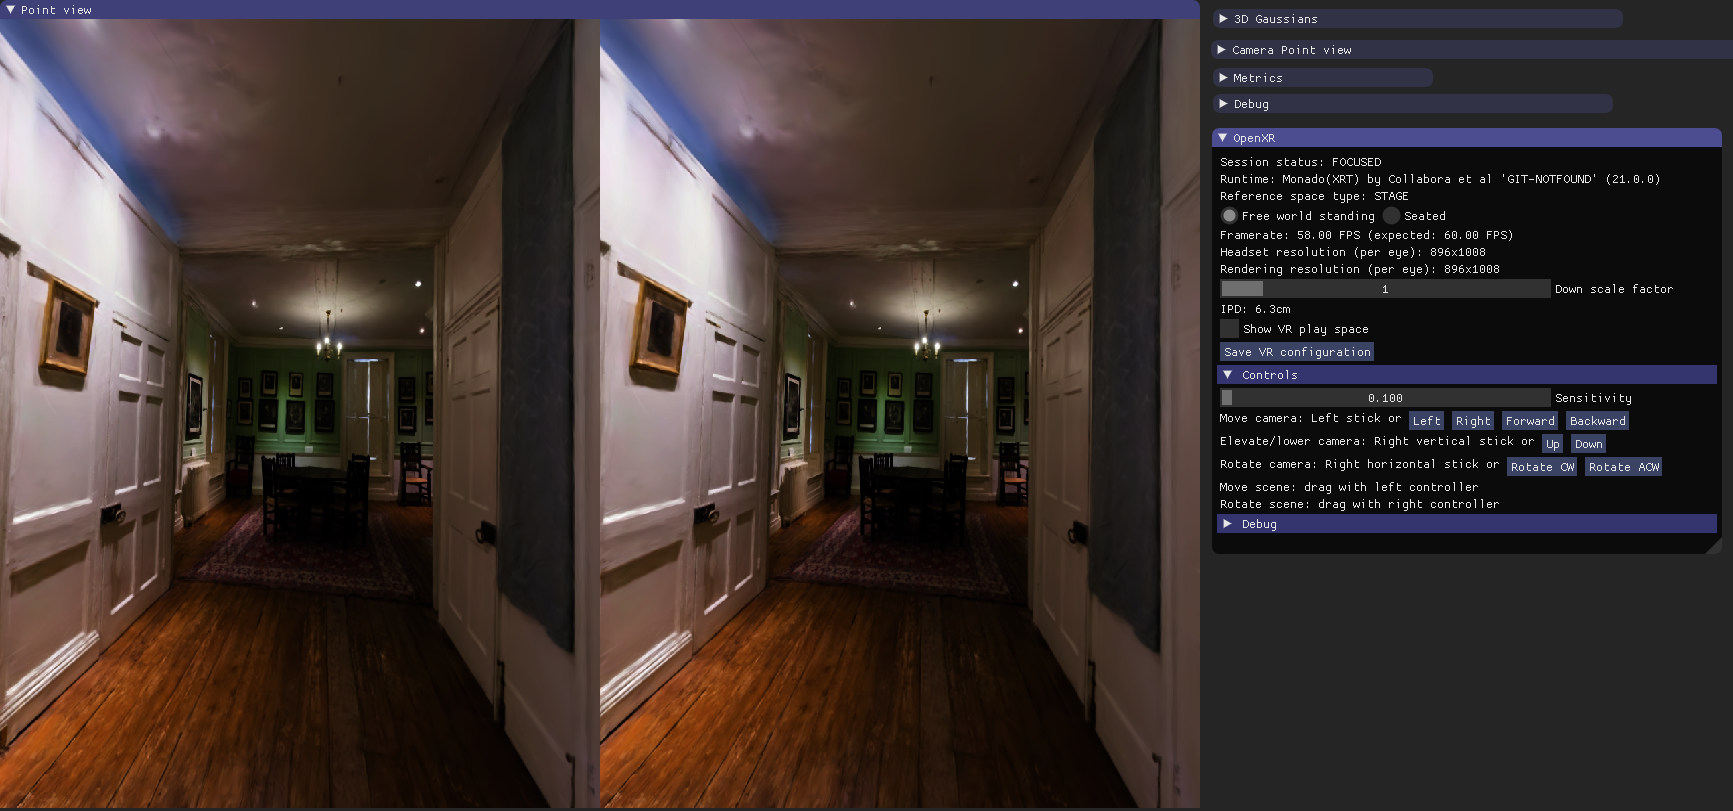 Point view
3D Gaussians
Camera Point view
Metrics
Debug
OpenXR
Session status: FOCUSED
Runtime: Monado(XRT) by Collabora et al 'GIT-NOTFOUND' (21.0.0)
Reference space type: STAGE
Free world standing Seated
Framerate: 58.00 FPS (expected: 60.00 FPS)
Headset resolution (per eye): 896x1008
Rendering resolution (per eye): 896x1008
1 Down scale factor
IPD: 6.3cm
Show VR play space
Save VR configuration
Controls
0.100 Sensitivity
Move camera: Left stick or Left Right Forward Backward
Elevate/lower camera: Right vertical stick or Up Down
Rotate camera: Right horizontal stick or Rotate CW Rotate ACW
Move scene: drag with left controller
Rotate scene: drag with right controller
Debug